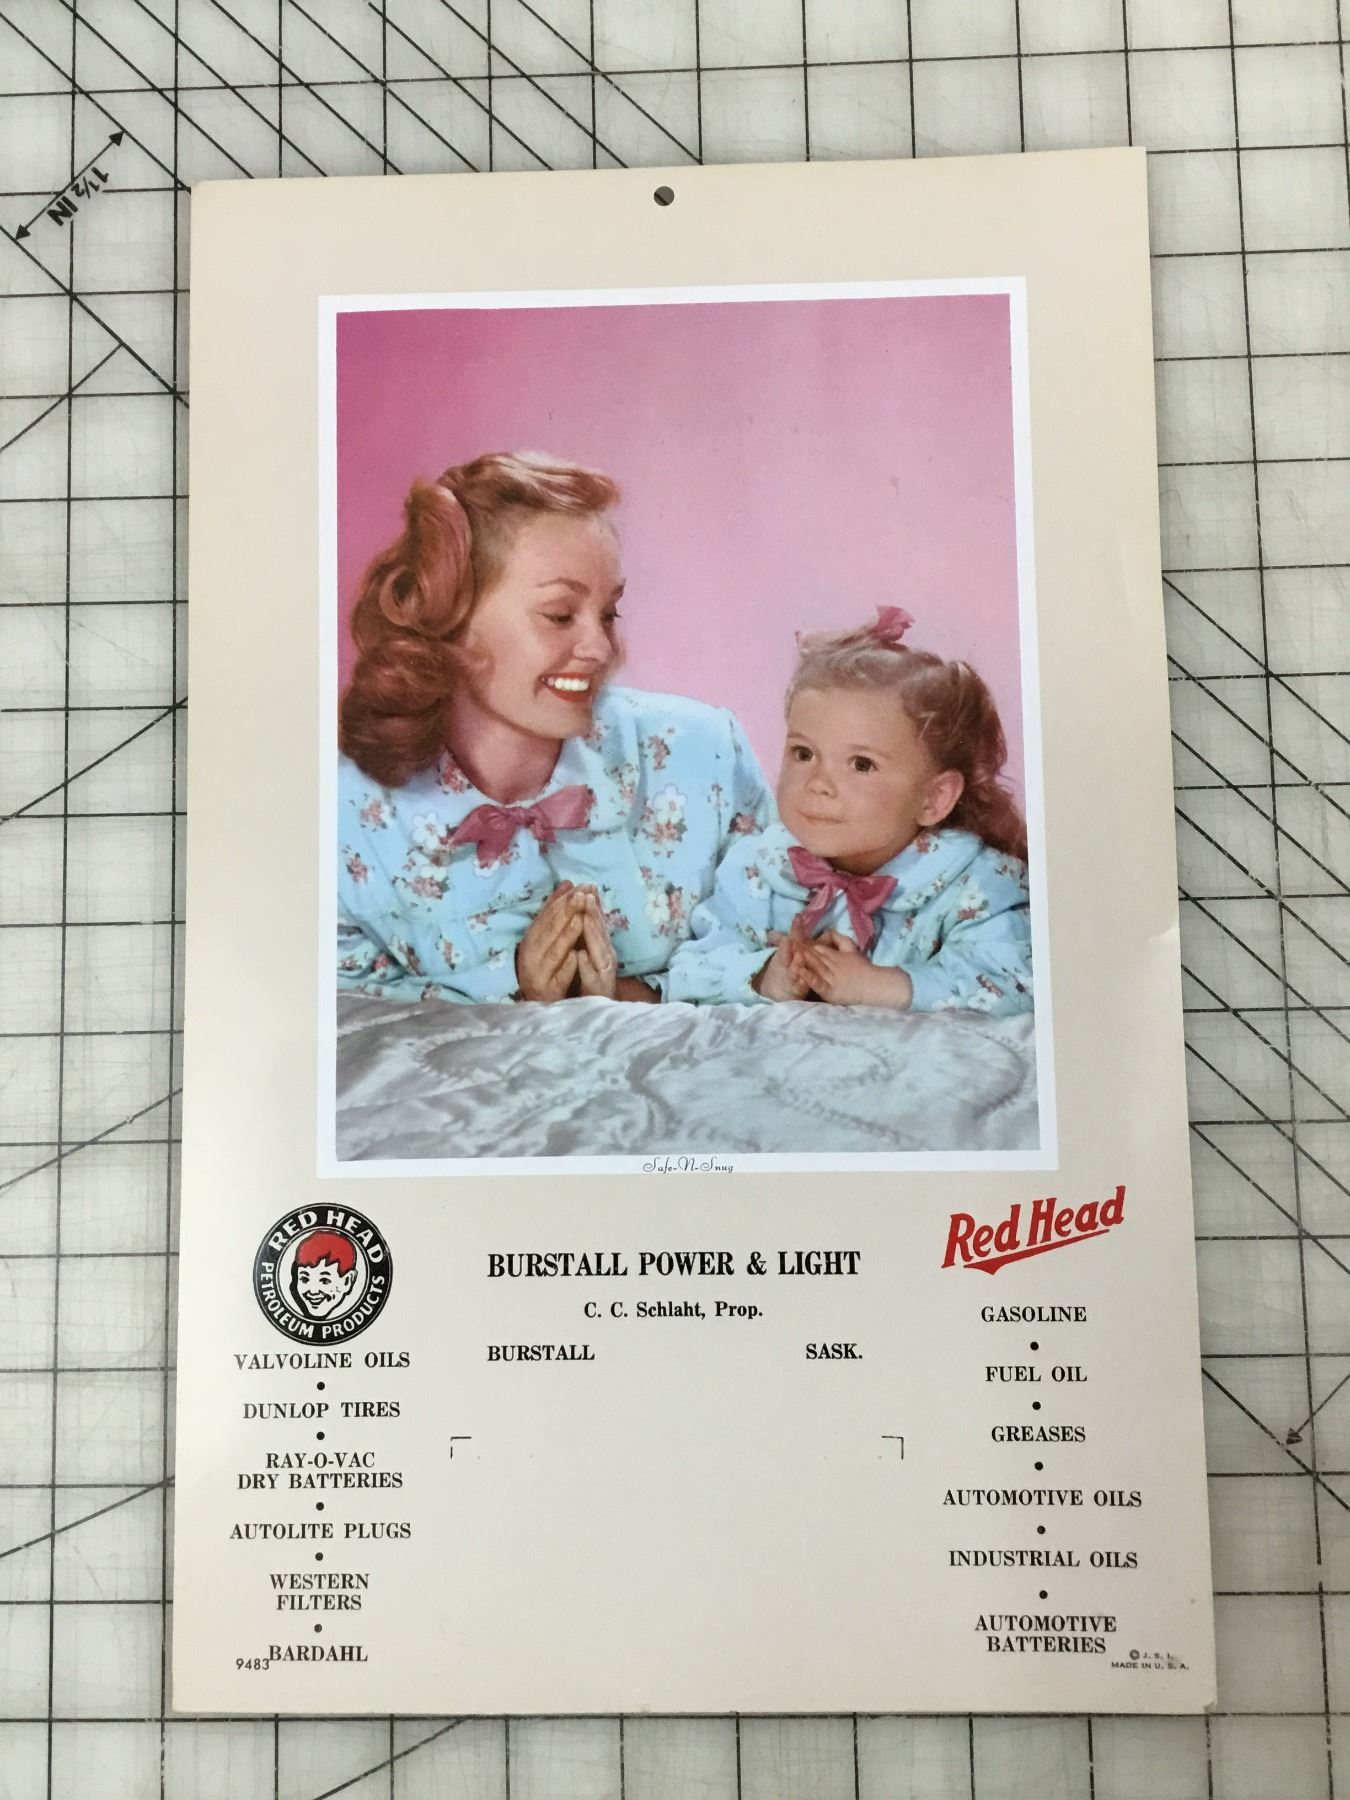 1½ IN
Safe-N-Snug
RED HEAD
PETROLEUM PRODUCTS
VALVOLINE OILS
•
DUNLOP TIRES
•
RAY-O-VAC
DRY BATTERIES
•
AUTOLITE PLUGS
•
WESTERN
FILTERS
•
BARDAHL
9483
BURSTALL POWER & LIGHT
C. C. Schlaht, Prop.
BURSTALL SASK.
Red Head
GASOLINE
•
FUEL OIL
•
GREASES
•
AUTOMOTIVE OILS
•
INDUSTRIAL OILS
•
AUTOMOTIVE
BATTERIES
© J. S. I.
MADE IN U. S. A.